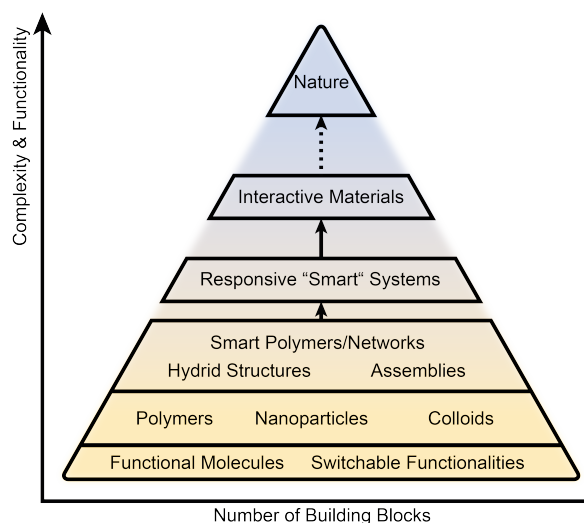 Complexity & Functionality
Nature
Interactive Materials
Responsive “Smart“ Systems
Smart Polymers/Networks
Hydrid Structures Assemblies
Polymers Nanoparticles Colloids
Functional Molecules Switchable Functionalities
Number of Building Blocks